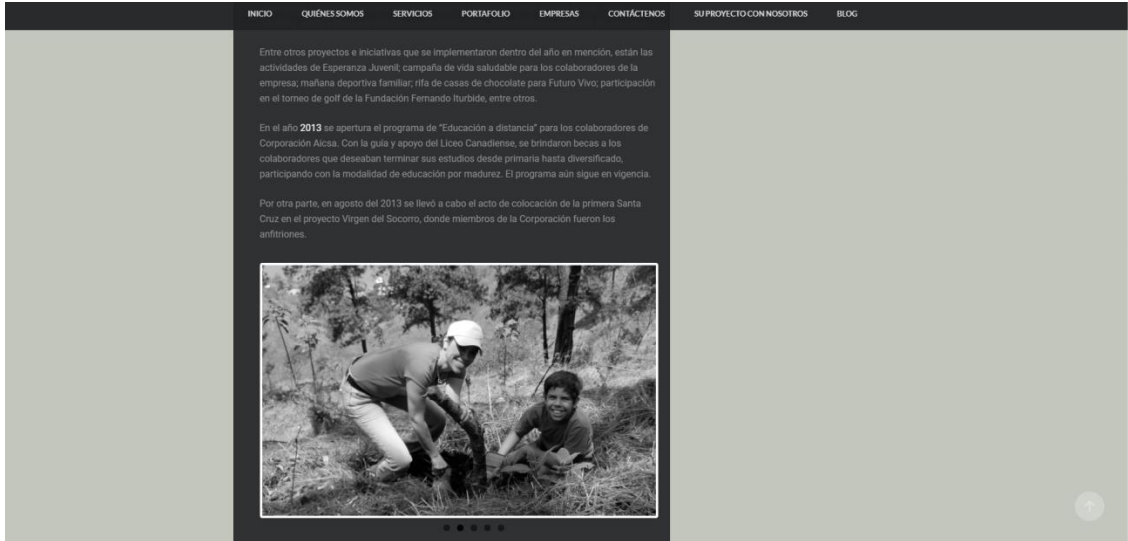 INICIO QUIÉNES SOMOS SERVICIOS PORTAFOLIO EMPRESAS CONTÁCTENOS SU PROYECTO CON NOSOTROS BLOG
Entre otros proyectos e iniciativas que se implementaron dentro del año en mención, están las
actividades de Esperanza Juvenil; campaña de vida saludable para los colaboradores de la
empresa; mañana deportiva familiar; rifa de casas de chocolate para Futuro Vivo; participación
en el torneo de golf de la Fundación Fernando Iturbide, entre otros.
En el año 2013 se apertura el programa de “Educación a distancia” para los colaboradores de
Corporación Aicsa. Con la guía y apoyo del Liceo Canadiense, se brindaron becas a los
colaboradores que deseaban terminar sus estudios desde primaria hasta diversificado,
participando con la modalidad de educación por madurez. El programa aún sigue en vigencia.
Por otra parte, en agosto del 2013 se llevó a cabo el acto de colocación de la primera Santa
Cruz en el proyecto Virgen del Socorro, donde miembros de la Corporación fueron los
anfitriones.